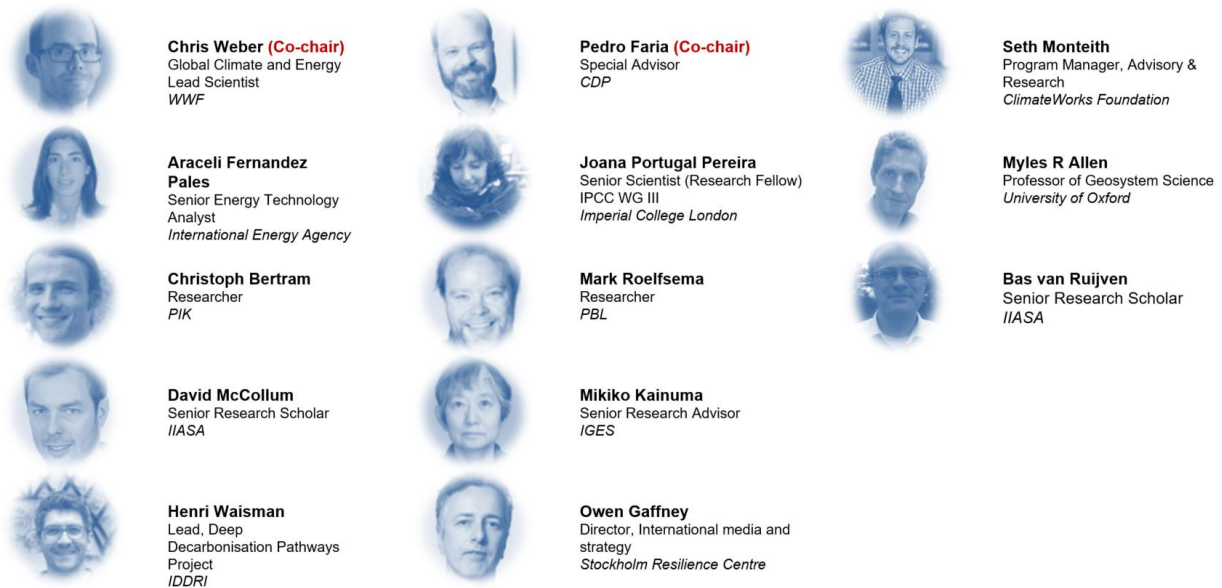 Chris Weber (Co-chair)
Global Climate and Energy
Lead Scientist
WWF
Araceli Fernandez
Pales
Senior Energy Technology
Analyst
International Energy Agency
Christoph Bertram
Researcher
PIK
David McCollum
Senior Research Scholar
IIASA
Henri Waisman
Lead, Deep
Decarbonisation Pathways
Project
IDDRI
Pedro Faria (Co-chair)
Special Advisor
CDP
Joana Portugal Pereira
Senior Scientist (Research Fellow)
IPCC WG III
Imperial College London
Mark Roelfsema
Researcher
PBL
Mikiko Kainuma
Senior Research Advisor
IGES
Owen Gaffney
Director, International media and
strategy
Stockholm Resilience Centre
Seth Monteith
Program Manager, Advisory &
Research
ClimateWorks Foundation
Myles R Allen
Professor of Geosystem Science
University of Oxford
Bas van Ruijven
Senior Research Scholar
IIASA